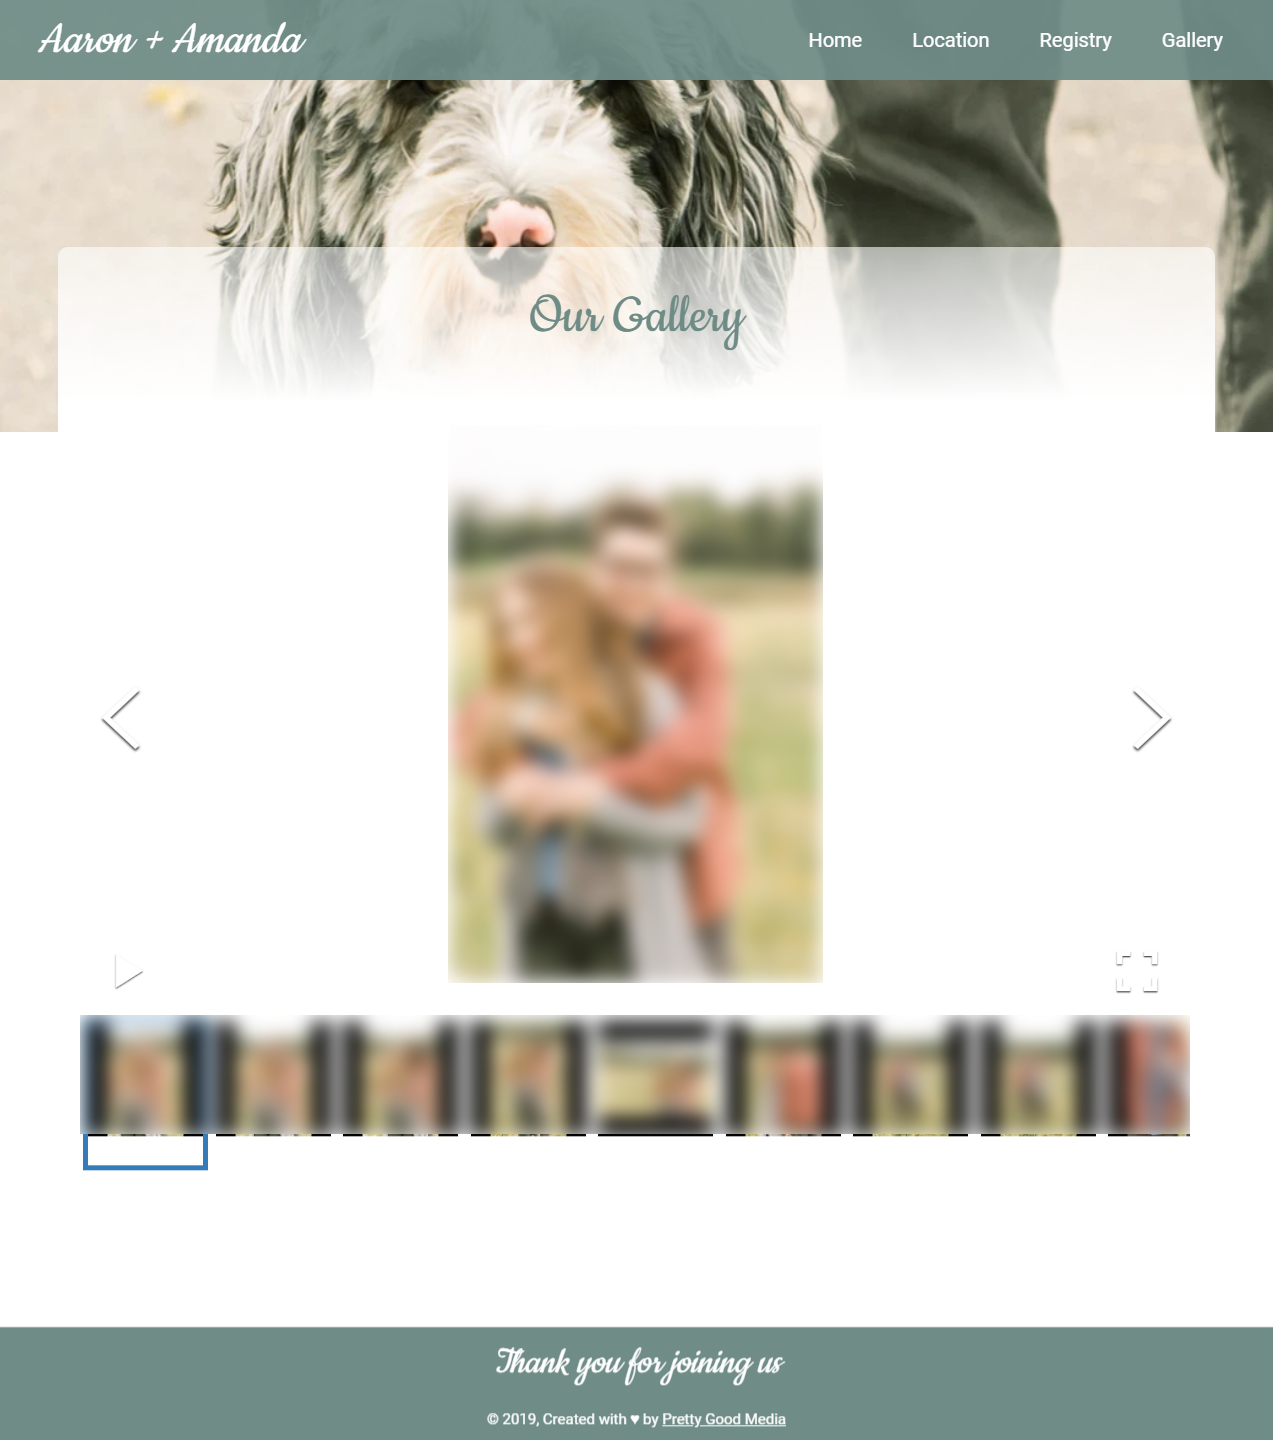 Aaron + Amanda
Home Location Registry Gallery
Our Gallery
Thank you for joining us
© 2019, Created with ♥ by Pretty Good Media